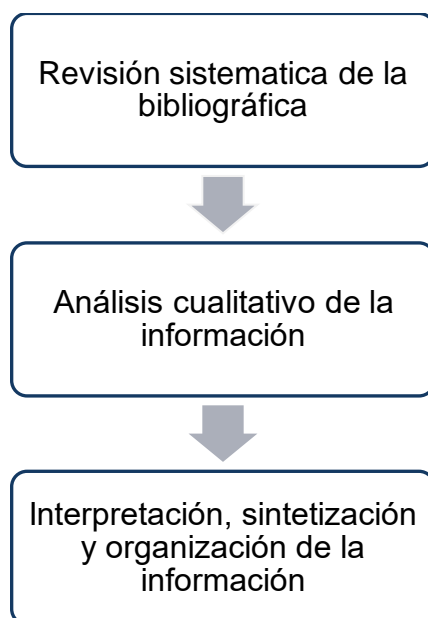 Revisión sistematica de la
bibliográfica
Análisis cualitativo de la
información
Interpretación, sintetización
y organización de la
información